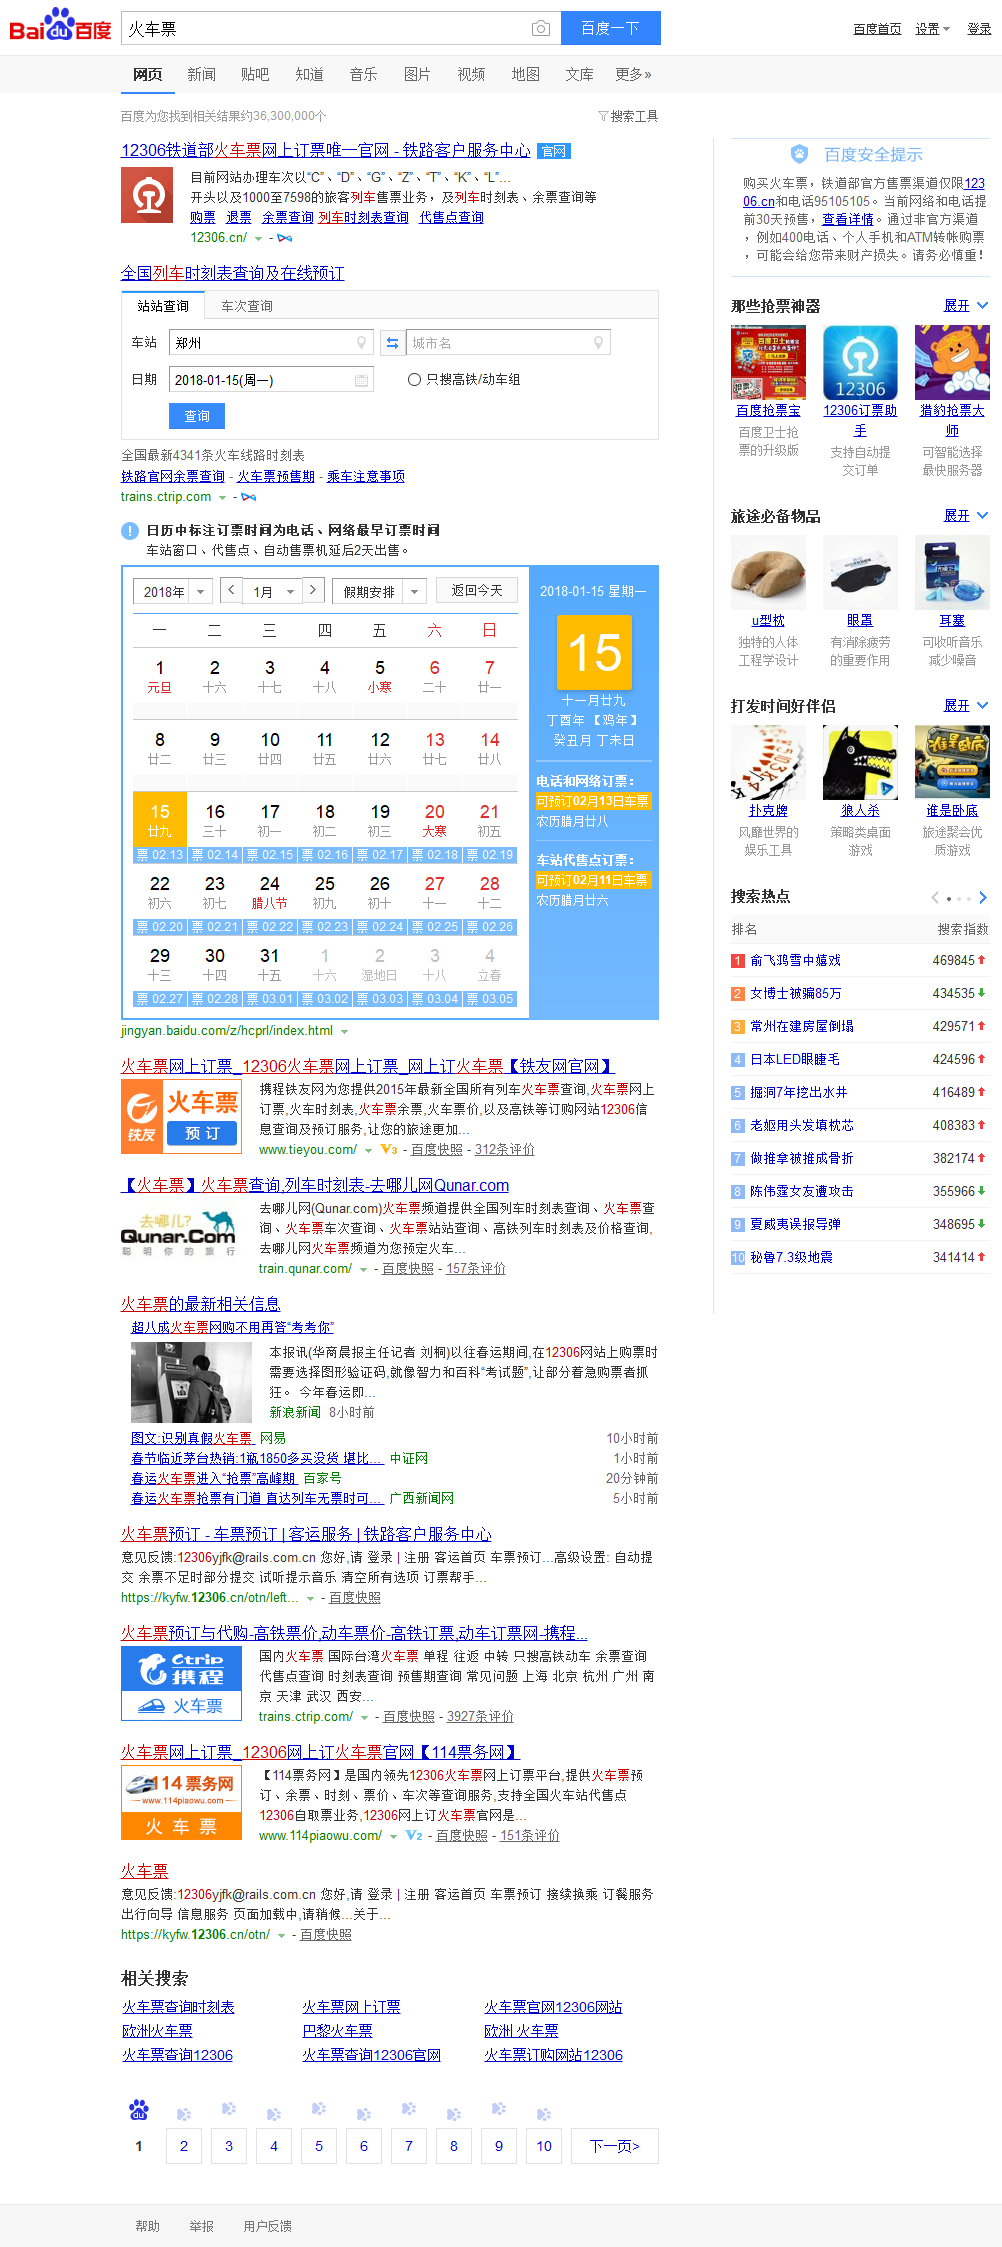 Bai du 百度
火车票
百度一下
百度首页 设置 登录
网页 新闻 贴吧 知道 音乐 图片 视频 地图 文库 更多»
百度为您找到相关结果约36,300,000个
搜索工具
12306铁道部火车票网上订票唯一官网 - 铁路客户服务中心 官网
目前网站办理车次以“C”、“D”、“G”、“Z”、“T”、“K”、“L”...
开头以及1000至7598的旅客列车售票业务，及列车时刻表、余票查询等
购票 退票 余票查询 列车时刻表查询 代售点查询
12306.cn/ -
全国列车时刻表查询及在线预订
站站查询 车次查询
车站 郑州 城市名
日期 2018-01-15(周一) 只搜高铁/动车组
查询
全国最新4341条火车线路时刻表
铁路官网余票查询 - 火车票预售期 - 乘车注意事项
trains.ctrip.com -
日历中标注订票时间为电话、网络最早订票时间
车站窗口、代售点、自动售票机延后2天出售。
2018年 < 1月 > 假期安排 返回今天
一 二 三 四 五 六 日
1 2 3 4 5 6 7
元旦 十六 十七 十八 小寒 二十 廿一
8 9 10 11 12 13 14
廿二 廿三 廿四 廿五 廿六 廿七 廿八
15 16 17 18 19 20 21
廿九 三十 初一 初二 初三 大寒 初五
票 02.13 票 02.14 票 02.15 票 02.16 票 02.17 票 02.18 票 02.19
22 23 24 25 26 27 28
初六 初七 腊八节 初九 初十 十一 十二
票 02.20 票 02.21 票 02.22 票 02.23 票 02.24 票 02.25 票 02.26
29 30 31 1 2 3 4
十三 十四 十五 十六 湿地日 十八 立春
票 02.27 票 02.28 票 03.01 票 03.02 票 03.03 票 03.04 票 03.05
2018-01-15 星期一
15
十一月廿九
丁酉年 【鸡年】
癸丑月 丁未日
电话和网络订票：
可预订02月13日车票
农历腊月廿八
车站代售点订票：
可预订02月11日车票
农历腊月廿六
jingyan.baidu.com/z/hcprl/index.html
火车票网上订票_12306火车票网上订票_网上订火车票【铁友网官网】
火车票
铁友 预 订
携程铁友网为您提供2015年最新全国所有列车火车票查询,火车票网上
订票,火车时刻表,火车票余票,火车票价,以及高铁等订购网站12306信
息查询及预订服务,让您的旅途更加...
www.tieyou.com/ V3 - 百度快照 - 312条评价
【火车票】火车票查询,列车时刻表-去哪儿网Qunar.com
去哪儿?
Qunar.Com
聪明你的旅行
去哪儿网(Qunar.com)火车票频道提供全国列车时刻表查询、火车票查
询、火车票车次查询、火车票站站查询、高铁列车时刻表及价格查询,
去哪儿网火车票频道为您预定火车...
train.qunar.com/ - 百度快照 - 157条评价
火车票的最新相关信息
超八成火车票网购不用再答“考考你”
本报讯(华商晨报主任记者 刘桐)以往春运期间,在12306网站上购票时
需要选择图形验证码,就像智力和百科“考试题”,让部分着急购票者抓
狂。 今年春运即...
新浪新闻 8小时前
图文:识别真假火车票 网易 10小时前
春节临近茅台热销:1瓶1850多买没货 堪比... 中证网 1小时前
春运火车票进入“抢票”高峰期 百家号 20分钟前
春运火车票抢票有门道 直达列车无票时可... 广西新闻网 5小时前
火车票预订 - 车票预订 | 客运服务 | 铁路客户服务中心
意见反馈:12306yjfk@rails.com.cn 您好,请 登录 | 注册 客运首页 车票预订...高级设置: 自动提
交 余票不足时部分提交 试听提示音乐 清空所有选项 订票帮手...
https://kyfw.12306.cn/otn/left... - 百度快照
火车票预订与代购-高铁票价,动车票价-高铁订票,动车订票网-携程...
Ctrip
携程
火车票
国内火车票 国际台湾火车票 单程 往返 中转 只搜高铁动车 余票查询
代售点查询 时刻表查询 预售期查询 常见问题 上海 北京 杭州 广州 南
京 天津 武汉 西安...
trains.ctrip.com/ - 百度快照 - 3927条评价
火车票网上订票_12306网上订火车票官网【114票务网】
114票务网
www.114piaowu.com
火 车 票
【114票务网】是国内领先12306火车票网上订票平台,提供火车票预
订、余票、时刻、票价、车次等查询服务,支持全国火车站代售点
12306自取票业务,12306网上订火车票官网是...
www.114piaowu.com/ V2 - 百度快照 - 151条评价
火车票
意见反馈:12306yjfk@rails.com.cn 您好,请 登录 | 注册 客运首页 车票预订 接续换乘 订餐服务
出行向导 信息服务 页面加载中,请稍候...关于...
https://kyfw.12306.cn/otn/ - 百度快照
相关搜索
火车票查询时刻表 火车票网上订票 火车票官网12306网站
欧洲火车票 巴黎火车票 欧洲 火车票
火车票查询12306 火车票查询12306官网 火车票订购网站12306
du
1 2 3 4 5 6 7 8 9 10 下一页>
帮助 举报 用户反馈
百度安全提示
购买火车票，铁道部官方售票渠道仅限123
06.cn和电话95105105。当前网络和电话提
前30天预售，查看详情。通过非官方渠道
，例如400电话、个人手机和ATM转帐购票
，可能会给您带来财产损失。请务必慎重！
那些抢票神器 展开
12306
百度抢票宝 12306订票助手 猎豹抢票大师
百度卫士抢票的升级版 支持自动提交订单 可智能选择最快服务器
旅途必备物品 展开
u型枕 眼罩 耳塞
独特的人体工程学设计 有消除疲劳的重要作用 可收听音乐减少噪音
打发时间好伴侣 展开
谁是卧底
扑克牌 狼人杀 谁是卧底
风靡世界的娱乐工具 策略类桌面游戏 旅途聚会优质游戏
搜索热点
排名 搜索指数
1 俞飞鸿雪中嬉戏 469845
2 女博士被骗85万 434535
3 常州在建房屋倒塌 429571
4 日本LED眼睫毛 424596
5 掘洞7年挖出水井 416489
6 老妪用头发填枕芯 408383
7 做推拿被推成骨折 382174
8 陈伟霆女友遭攻击 355966
9 夏威夷误报导弹 348695
10 秘鲁7.3级地震 341414